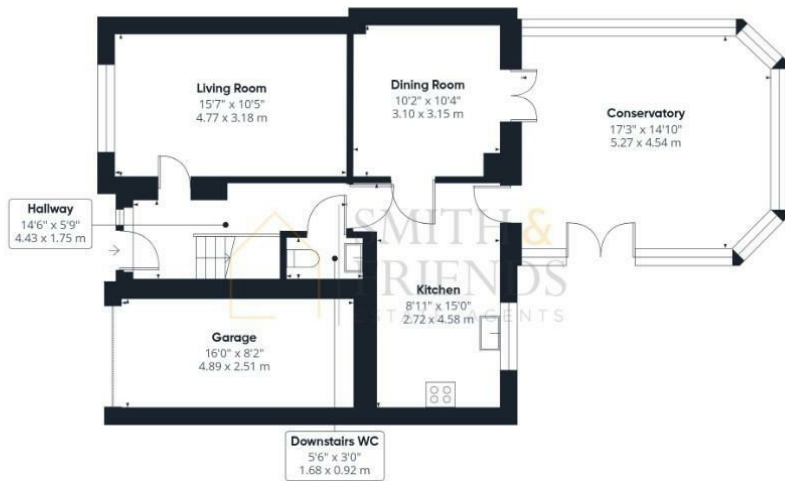 Living Room
15'7" x 10'5"
4.77 x 3.18 m
Dining Room
10'2" x 10'4"
3.10 x 3.15 m
Conservatory
17'3" x 14'10"
5.27 x 4.54 m
Hallway
14'6" x 5'9"
4.43 x 1.75 m
SMITH &
FRIENDS
ESTATE AGENTS
Kitchen
8'11" x 15'0"
2.72 x 4.58 m
Garage
16'0" x 8'2"
4.89 x 2.51 m
Downstairs WC
5'6" x 3'0"
1.68 x 0.92 m